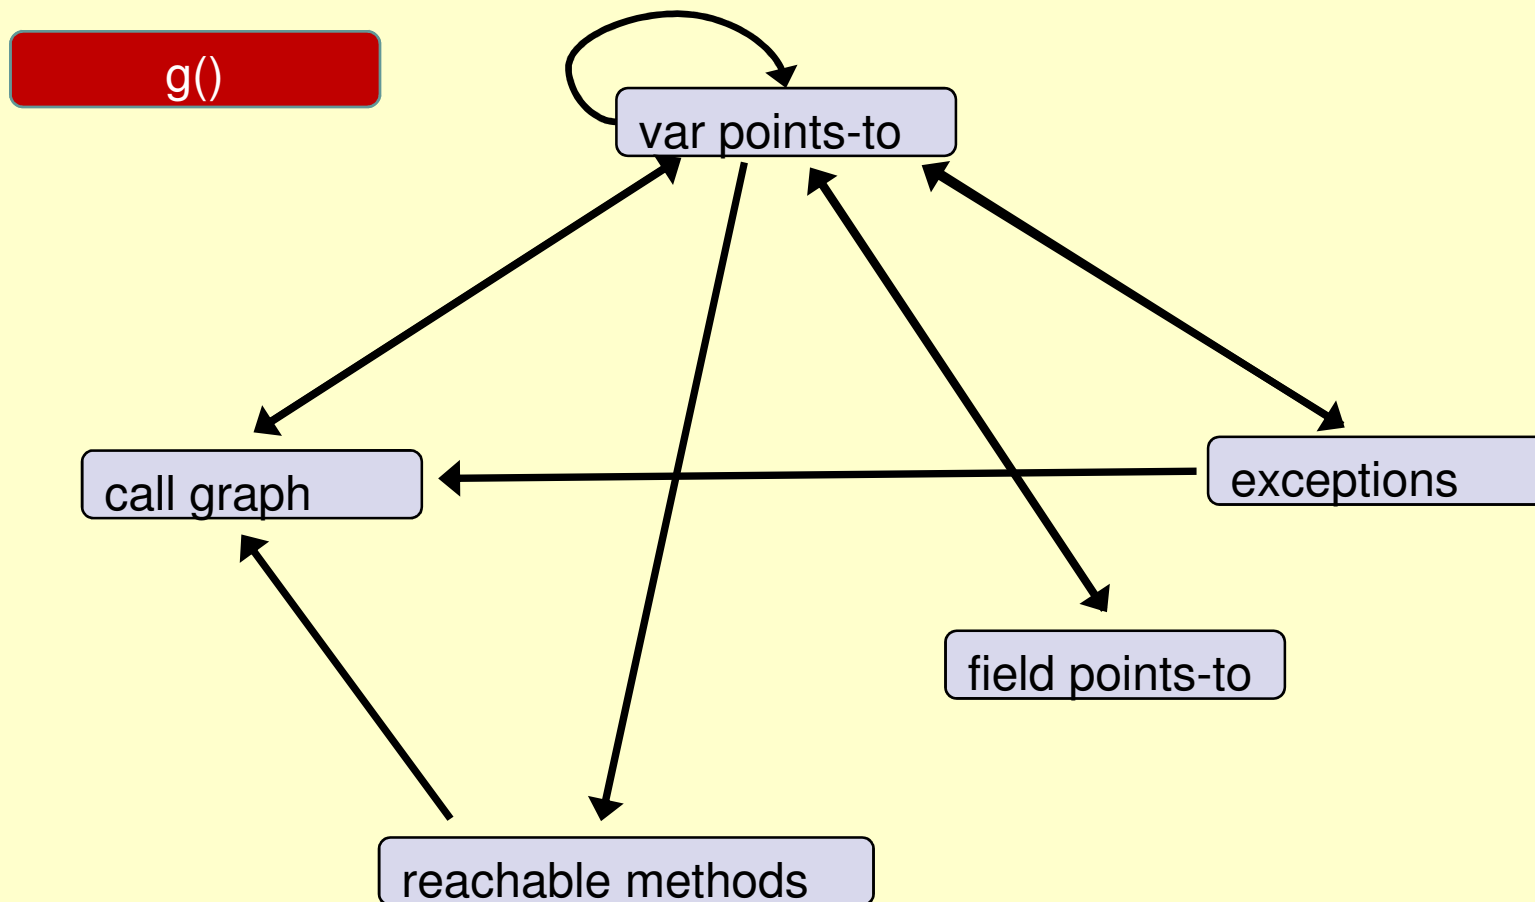 g()
var points-to
call graph
exceptions
field points-to
reachable methods